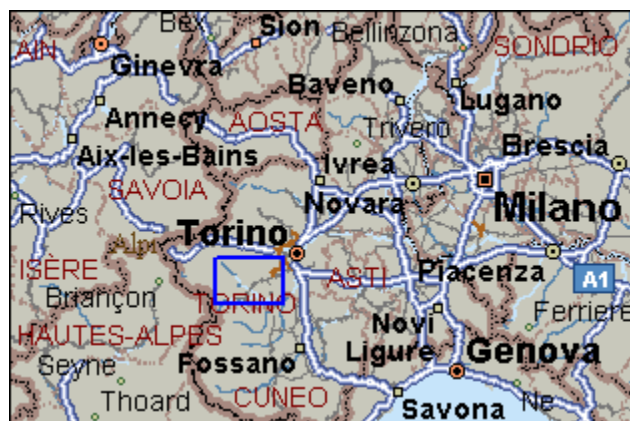 Bex
Sion
Bellinzona
SONDRIO
AIN
Ginevra
Baveno
Lugano
Annecy
AOSTA
Trivero
Brescia
Aix-les-Bains
Ivrea
SAVOIA
Novara
Milano
Rives
Torino
Alpi
ISÈRE
ASTI
Piacenza
A1
Briançon
TORINO
Ferriere
HAUTES-ALPES
Novi
Ligure
Genova
Seyne
Fossano
Thoard
CUNEO
Savona
Ne